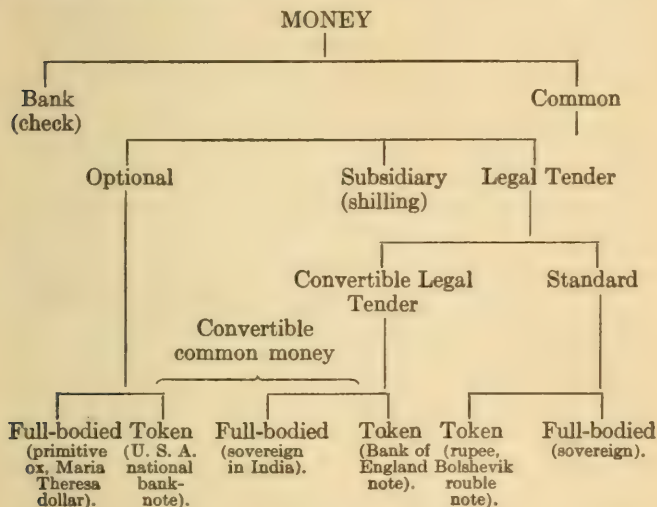 MONEY
Bank Common
(check)
Optional Subsidiary Legal Tender
(shilling)
Convertible Legal Standard
Tender
Convertible
common money
Full-bodied Token Full-bodied Token Token Full-bodied
(primitive (U. S. A. (sovereign (Bank of (rupee, (sovereign).
ox, Maria national in India). England Bolshevik
Theresa bank- note). rouble
dollar). note). note).